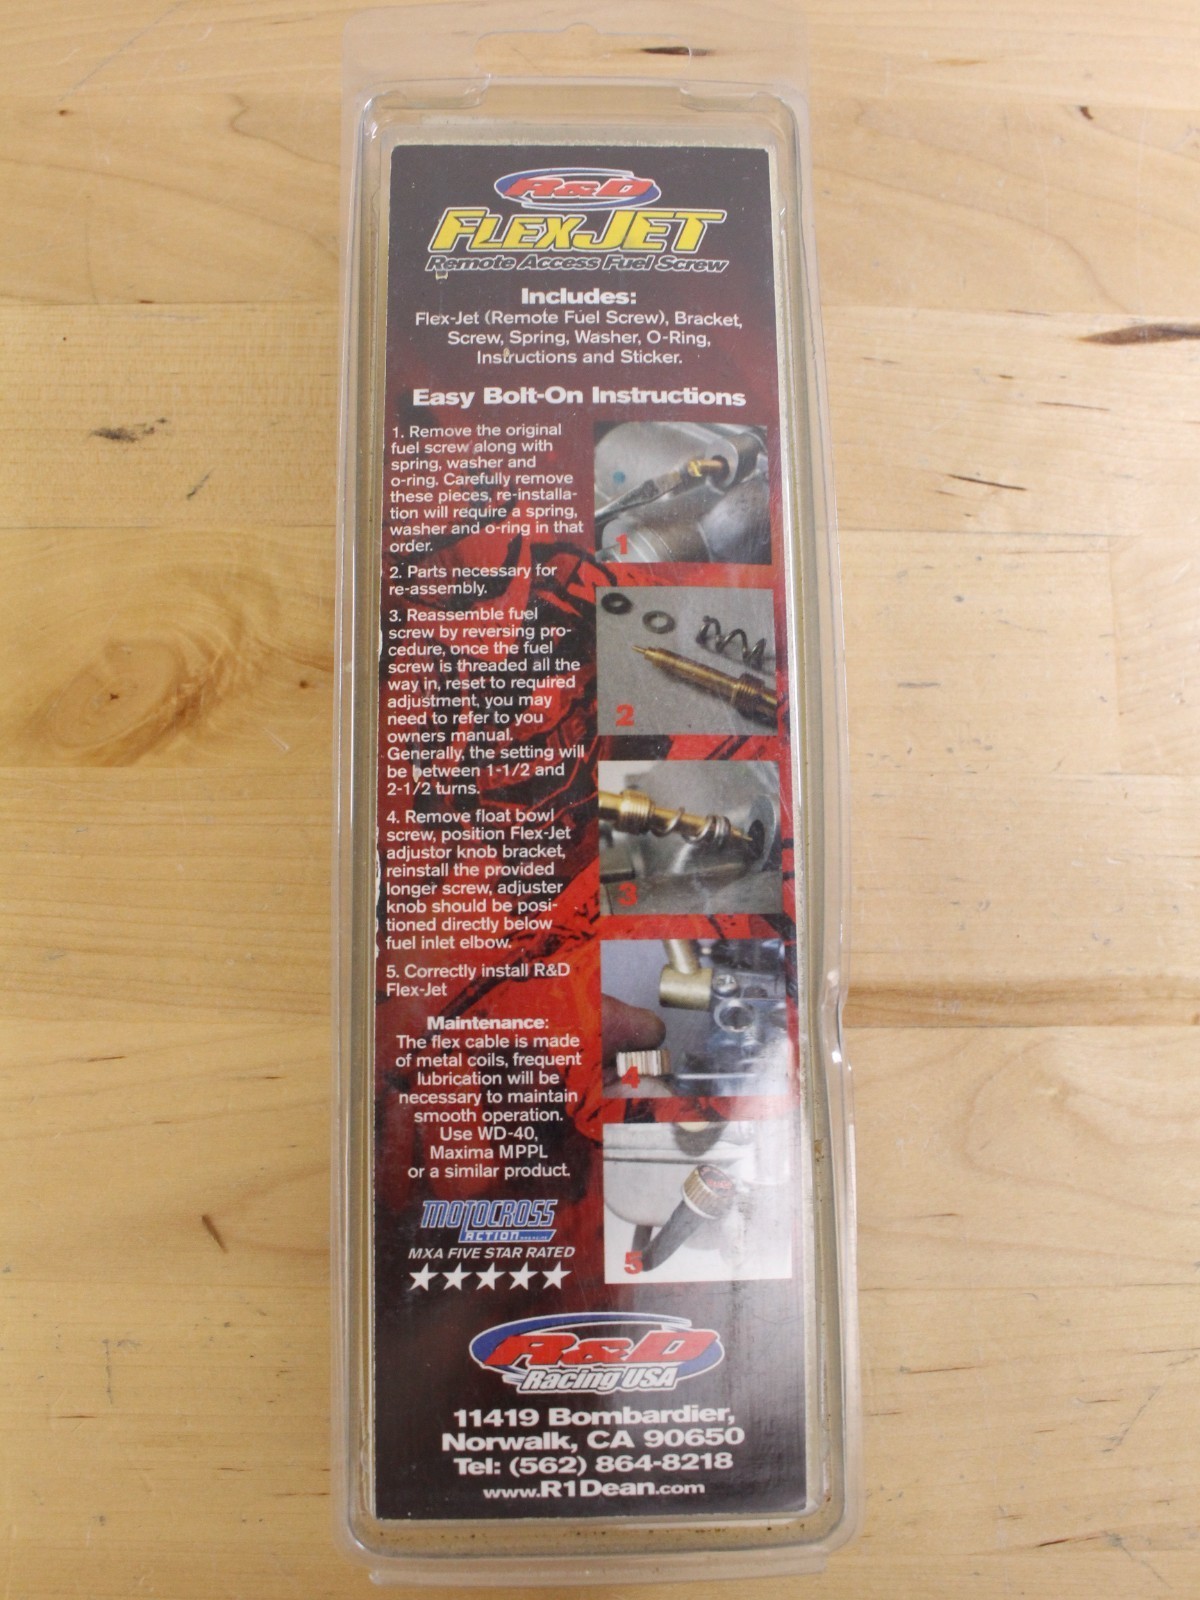 R&D
FLEXJET
Remote Access Fuel Screw
Includes:
Flex-Jet (Remote Fuel Screw), Bracket,
Screw, Spring, Washer, O-Ring,
Instructions and Sticker.
Easy Bolt-On Instructions
1. Remove the original
fuel screw along with
spring, washer and
o-ring. Carefully remove
these pieces, re-installa-
tion will require a spring,
washer and o-ring in that
order.
1
2. Parts necessary for
re-assembly.
2
3. Reassemble fuel
screw by reversing pro-
cedure, once the fuel
screw is threaded all the
way in, reset to required
adjustment, you may
need to refer to you
owners manual.
Generally, the setting will
be between 1-1/2 and
2-1/2 turns.
3
4. Remove float bowl
screw, position Flex-Jet
adjustor knob bracket,
reinstall the provided
longer screw, adjuster
knob should be posi-
tioned directly below
fuel inlet elbow.
4
5. Correctly install R&D
Flex-Jet
5
Maintenance:
The flex cable is made
of metal coils, frequent
lubrication will be
necessary to maintain
smooth operation.
Use WD-40,
Maxima MPPL
or a similar product.
MOTOCROSS
ACTION
MXA FIVE STAR RATED
R&D
Racing USA
11419 Bombardier,
Norwalk, CA 90650
Tel: (562) 864-8218
www.R1Dean.com